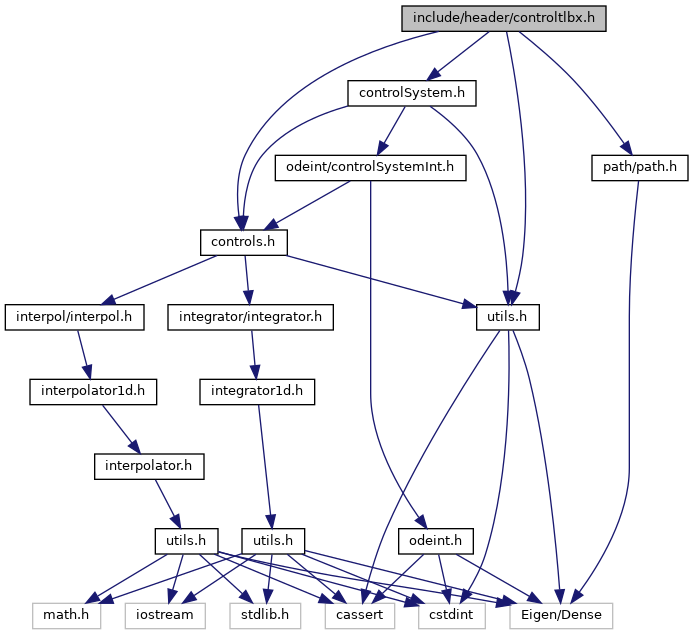 include/header/controltlbx.h
controlSystem.h
odeint/controlSystemInt.h
path/path.h
controls.h
interpol/interpol.h
integrator/integrator.h
utils.h
interpolator1d.h
integrator1d.h
interpolator.h
utils.h
utils.h
odeint.h
math.h
iostream
stdlib.h
cassert
cstdint
Eigen/Dense